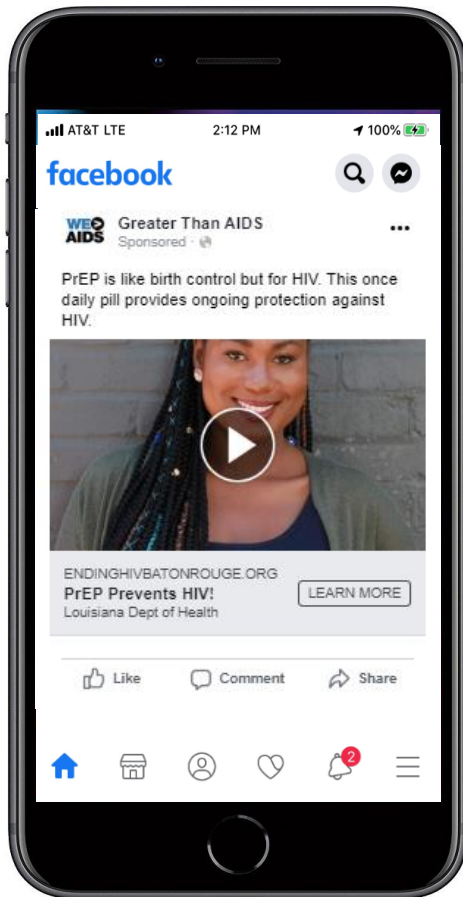 AT&T LTE 2:12 PM 100%
facebook
WE>
AIDS
Greater Than AIDS
Sponsored ·
PrEP is like birth control but for HIV. This once
daily pill provides ongoing protection against
HIV.
ENDINGHIVBATONROUGE.ORG
PrEP Prevents HIV!
Louisiana Dept of Health
LEARN MORE
Like Comment Share
2